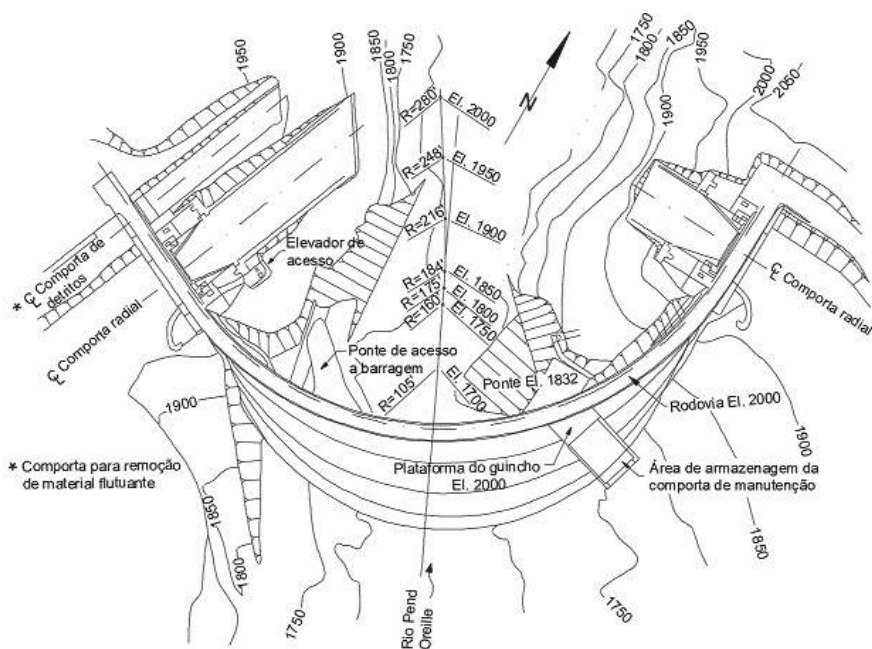 1950
1900
1850
1800
1750
R=280'
El. 2000
N
1750
1800
1850
1950
2000
2050
1900
R=248'
El. 1950
R=216'
El. 1900
Elevador de
acesso
* ℄ Comporta de
detritos
℄ Comporta radial
R=184'
R=175'
R=160'
El. 1850
El. 1800
El. 1750
℄ Comporta radial
Ponte de acesso
a barragem
R=105'
El. 1700
Ponte El. 1832
Rodovia El. 2000
1900
1900
* Comporta para remoção
de material flutuante
Plataforma do guincho
El. 2000
Área de armazenagem da
comporta de manutenção
1850
1800
1750
Rio Pend
Oreille
1750
1850